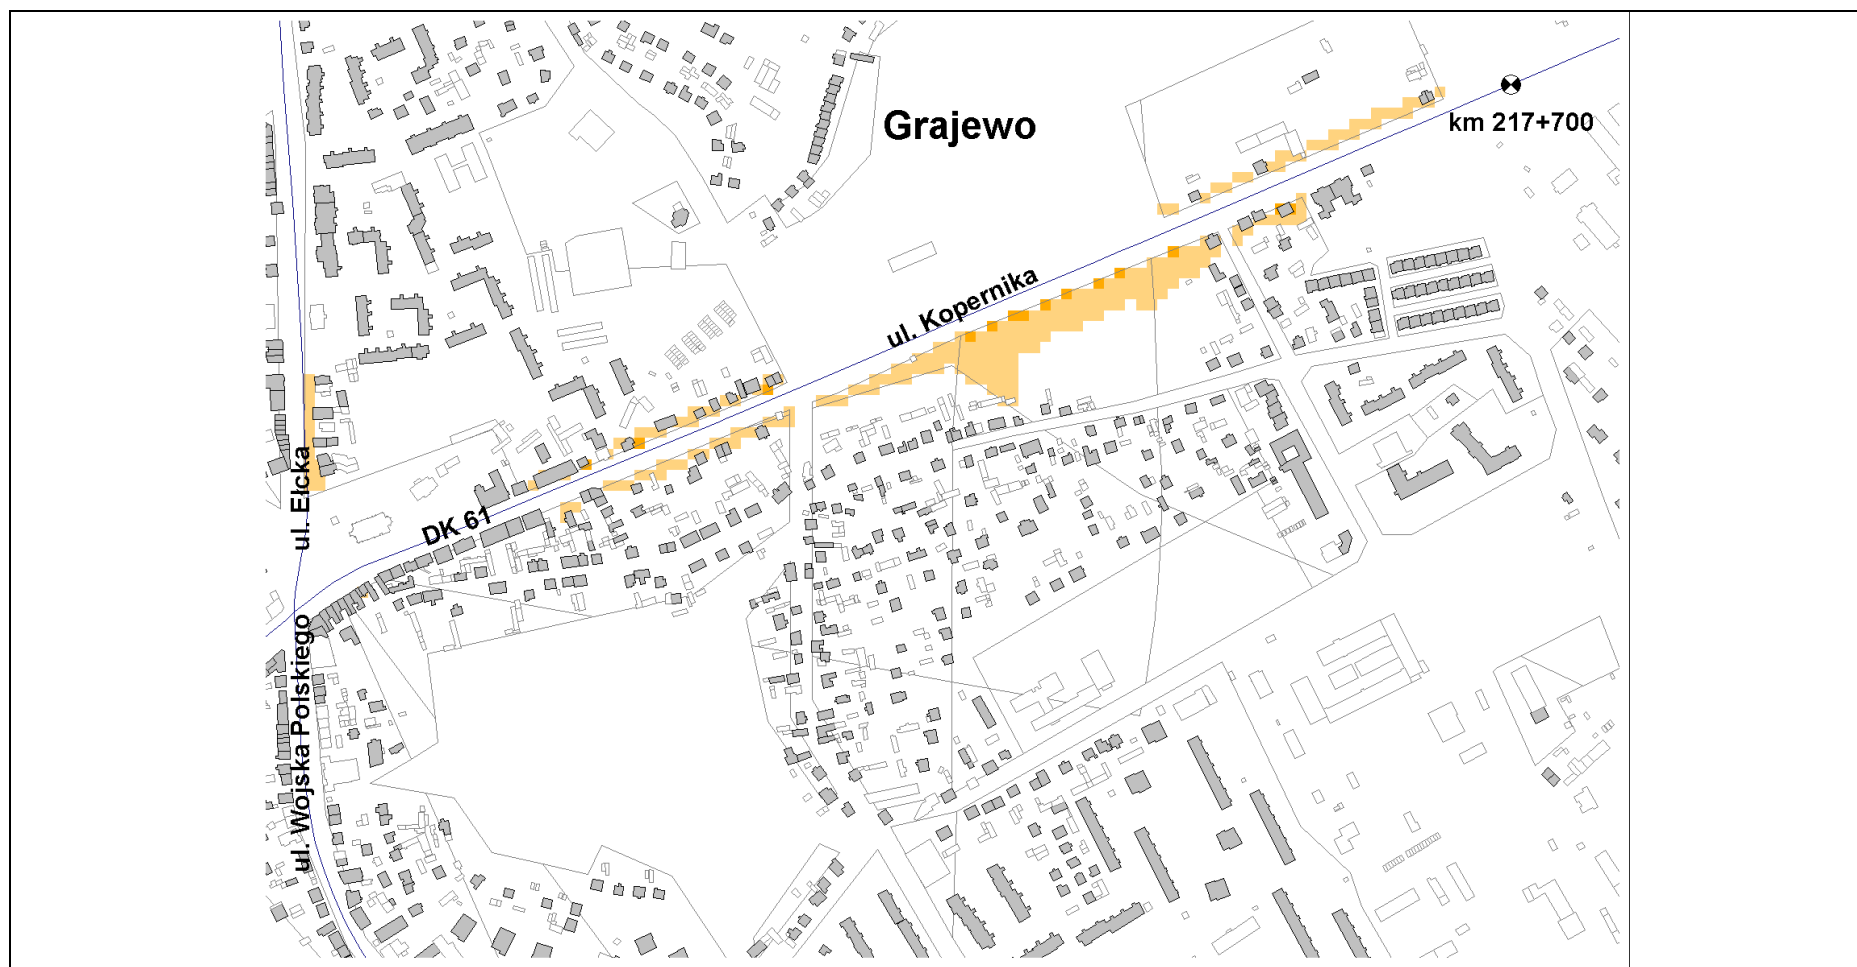 Grajewo
km 217+700
ul. Kopernika
ul. Ełcka
DK 61
ul. Wojska Polskiego